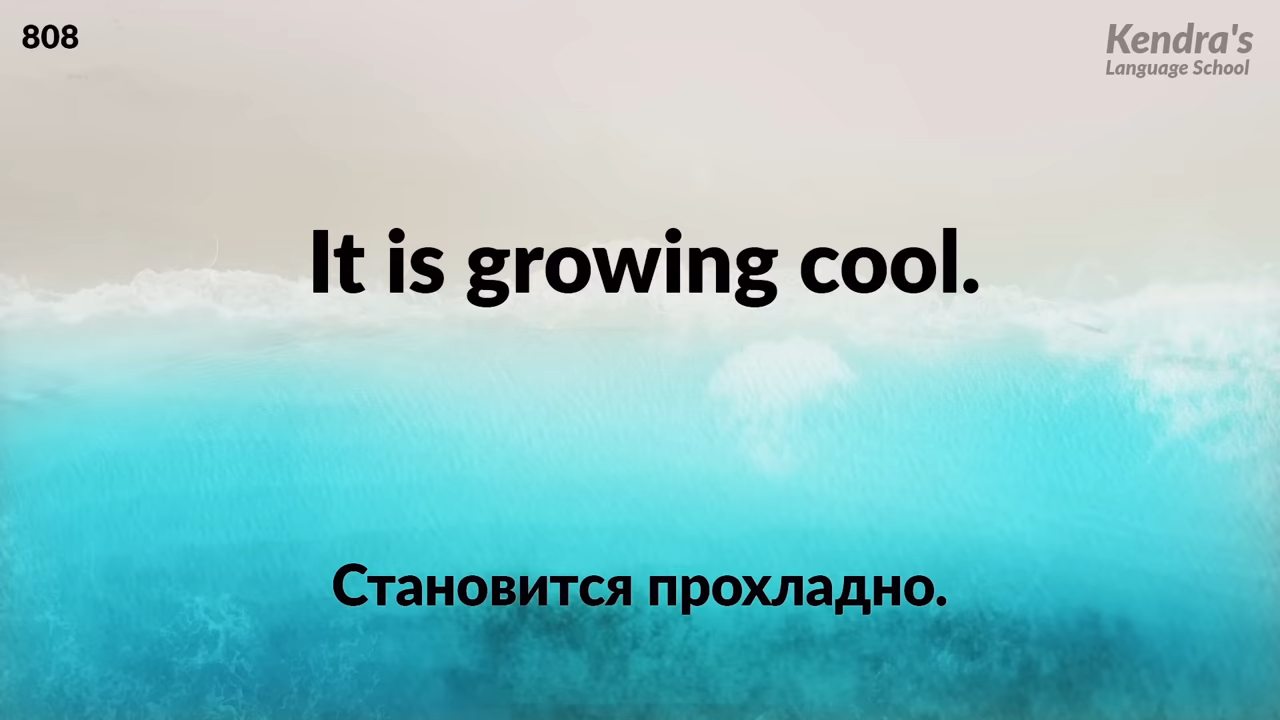 808
Kendra's
Language School
It is growing cool.
Становится прохладно.